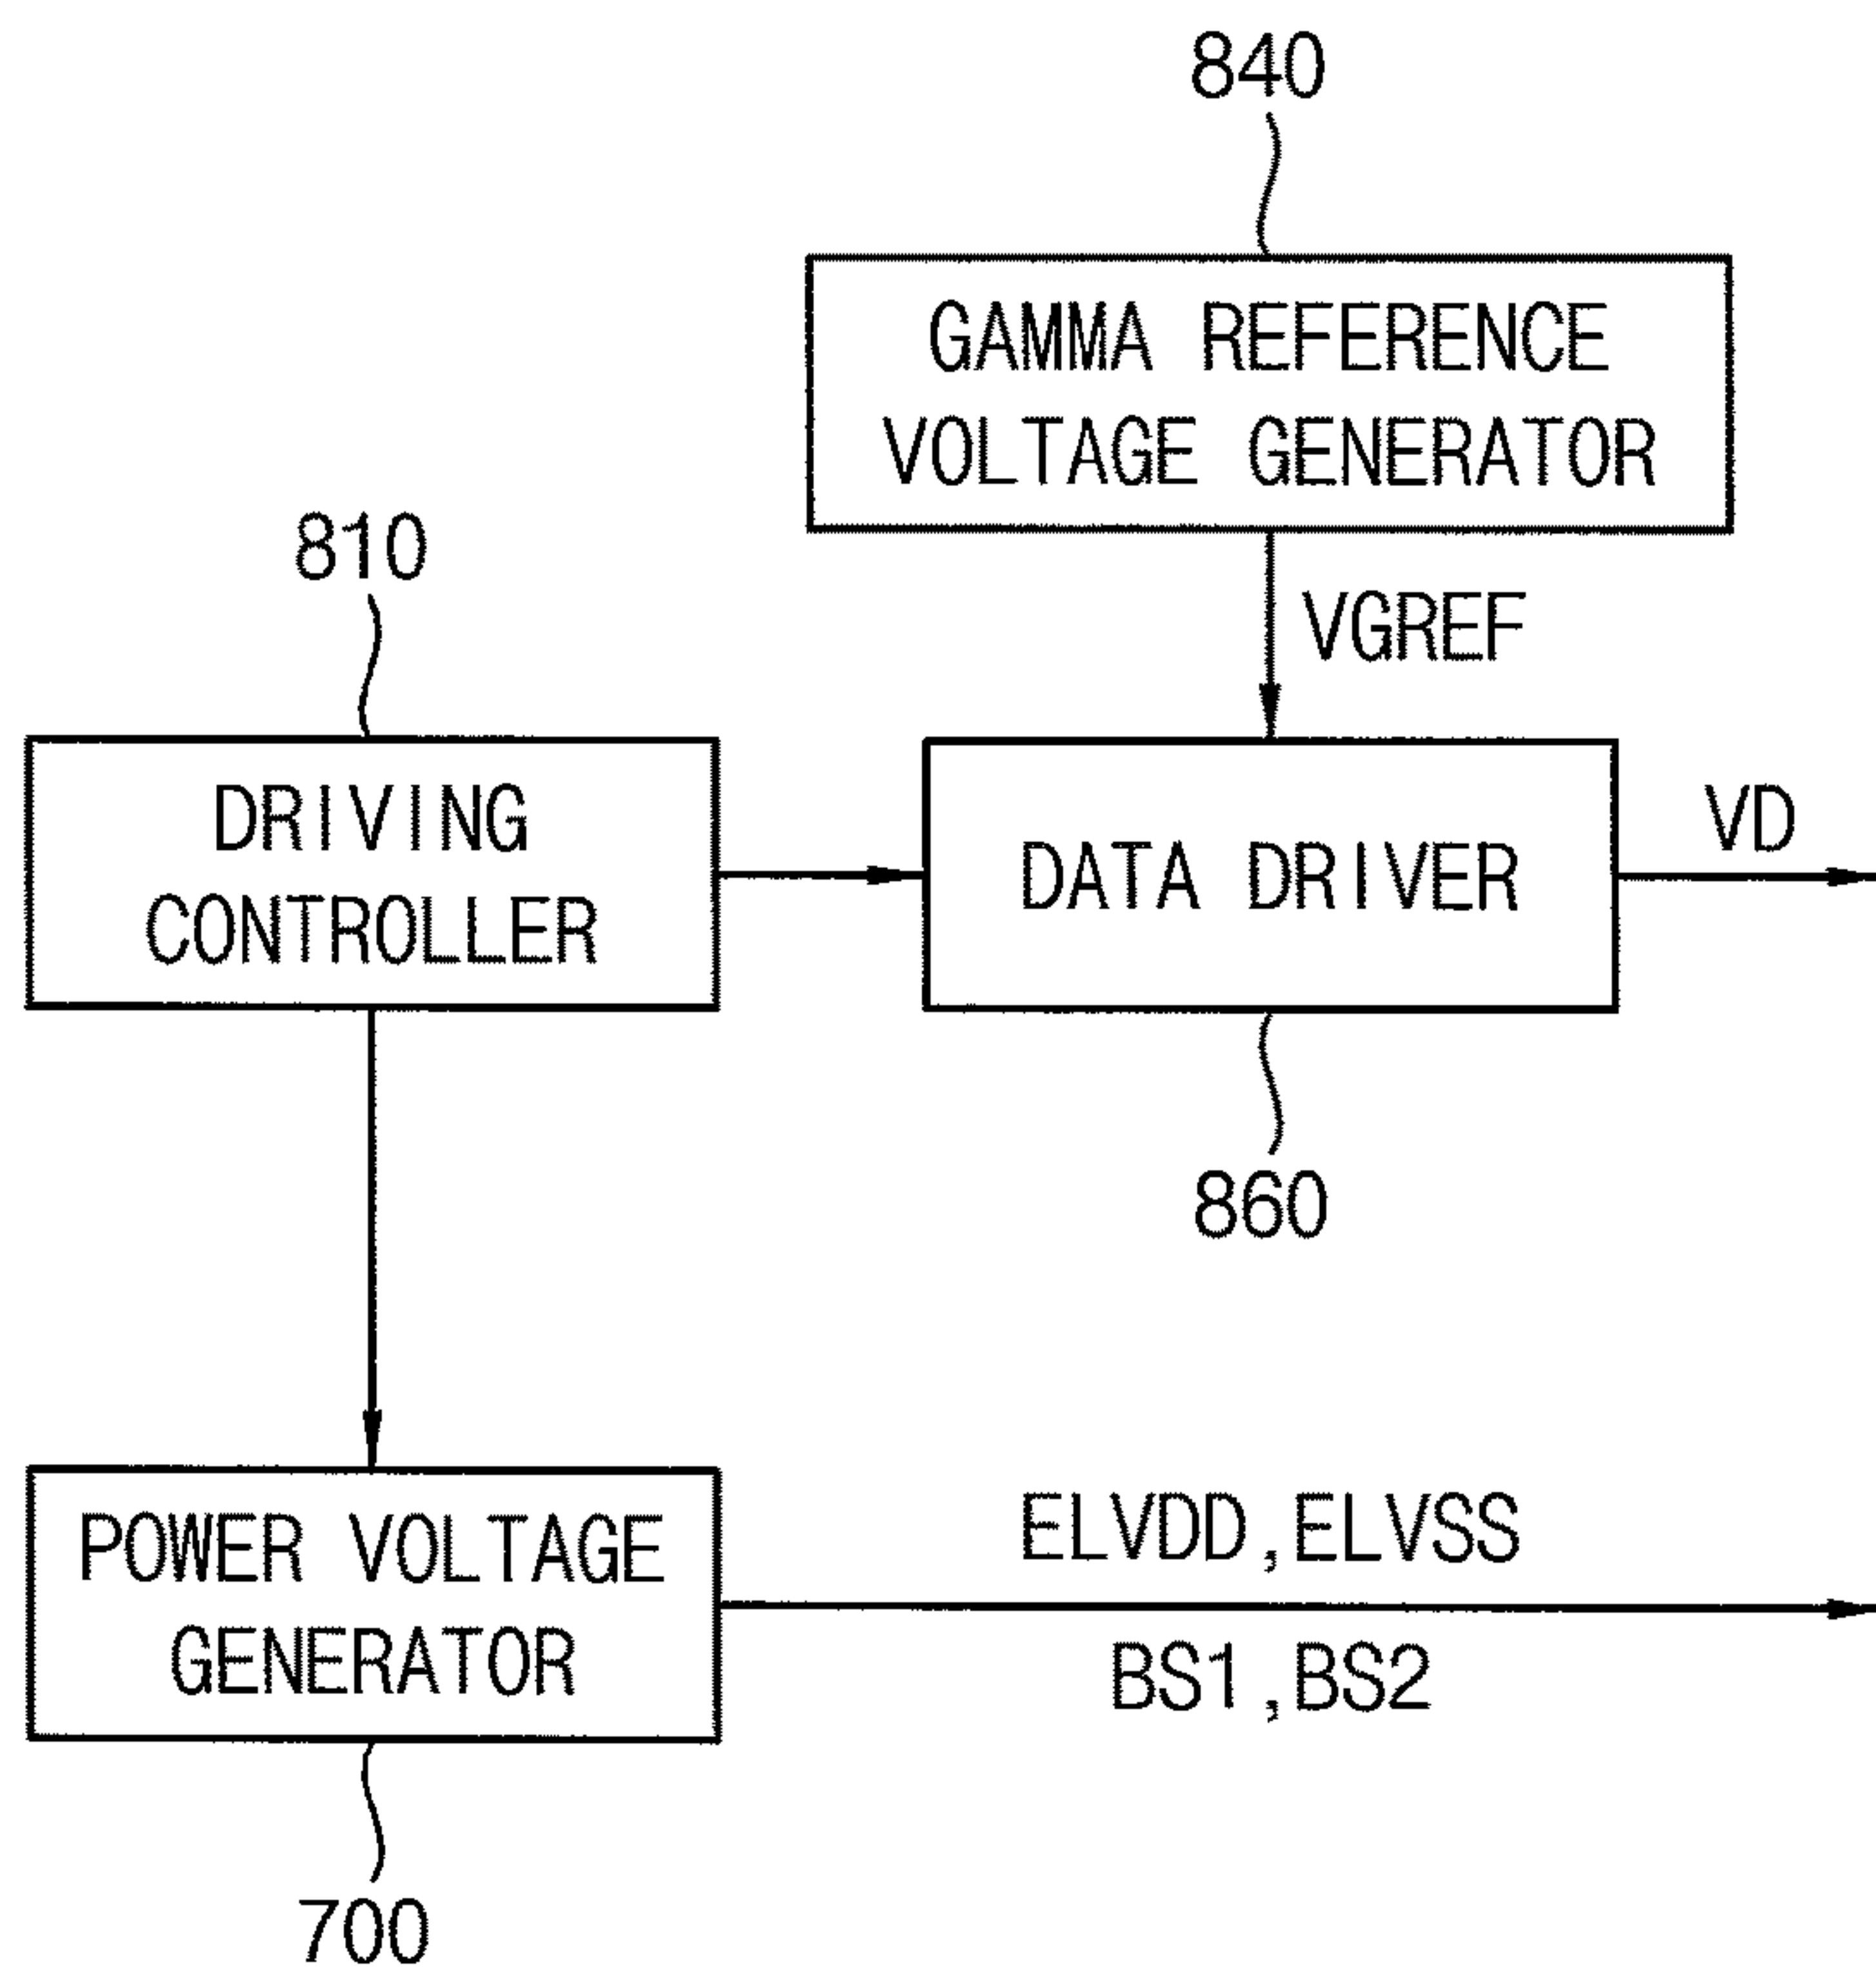 840
GAMMA REFERENCE
VOLTAGE GENERATOR
810
VGREF
DRIVING
CONTROLLER
DATA DRIVER
VD
860
POWER VOLTAGE
GENERATOR
ELVDD,ELVSS
BS1,BS2
700